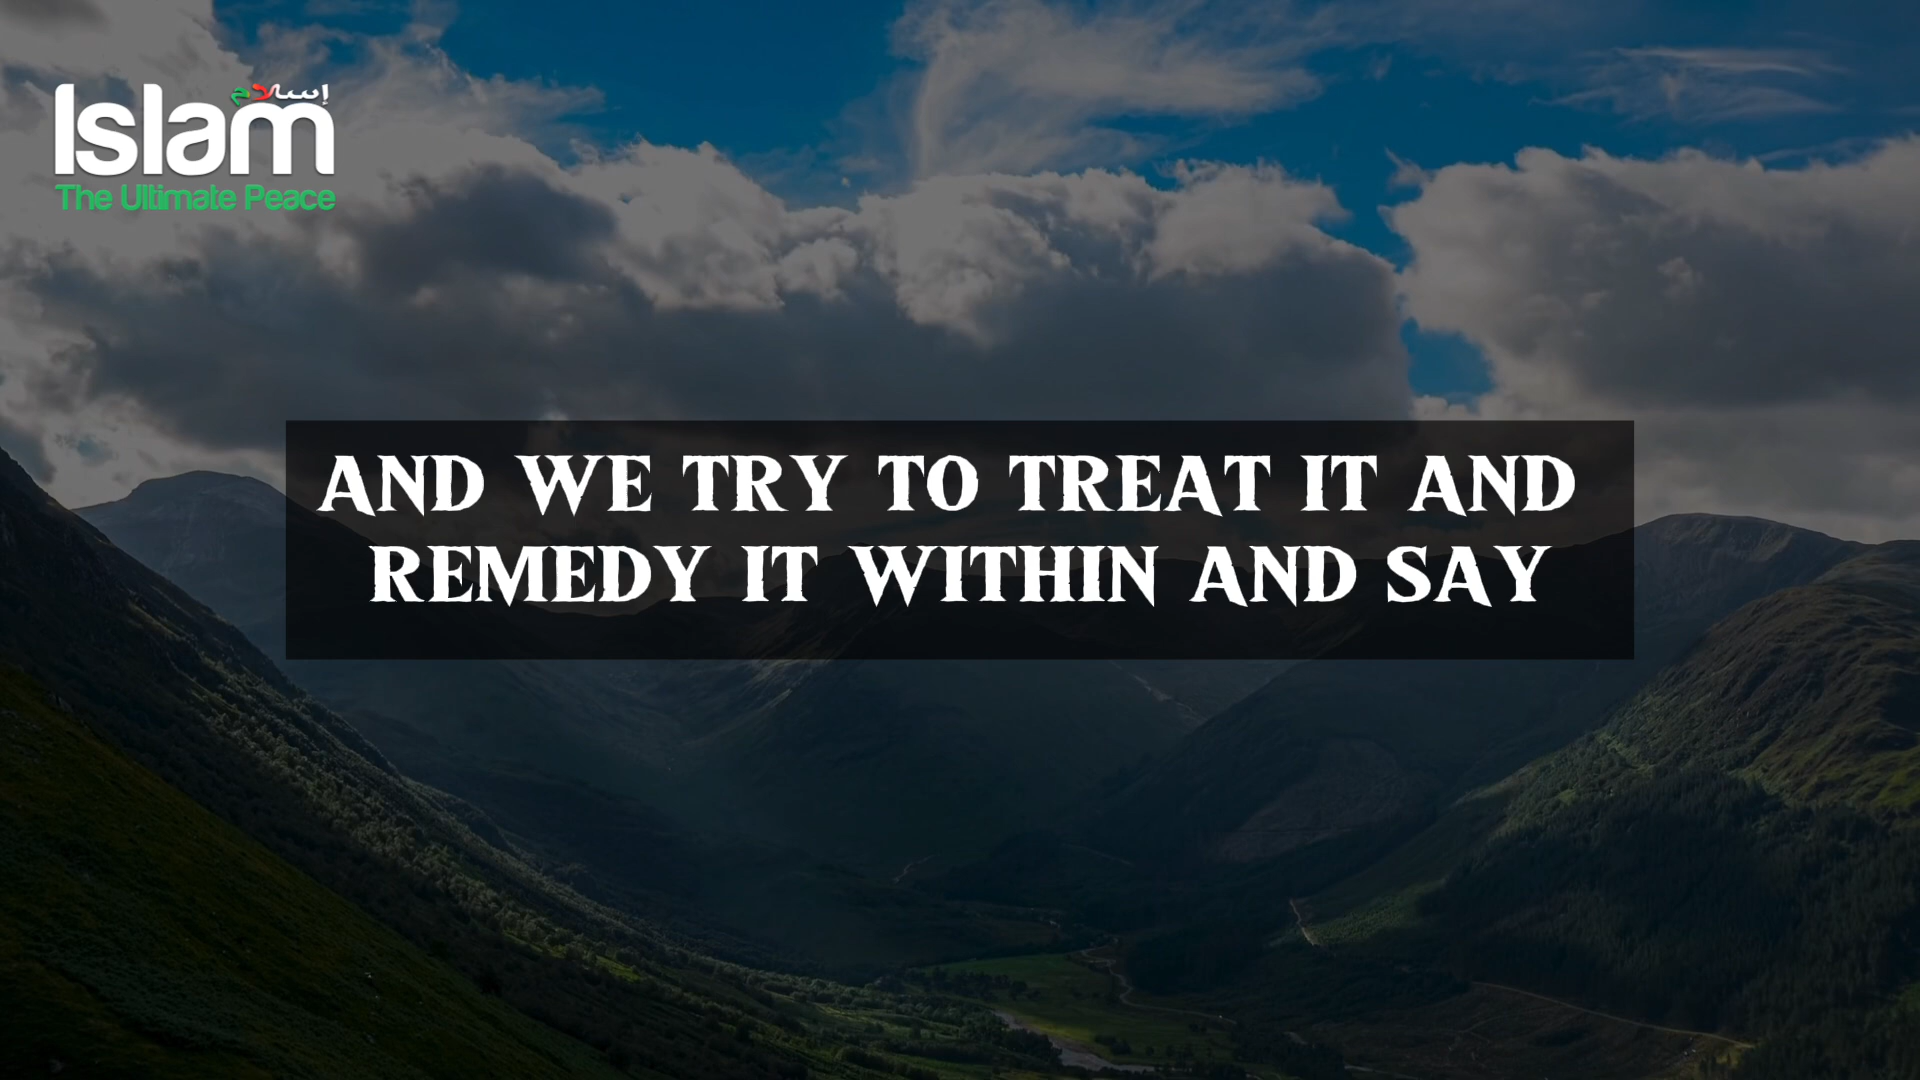 إسلام
Islam
The Ultimate Peace
AND WE TRY TO TREAT IT AND
REMEDY IT WITHIN AND SAY